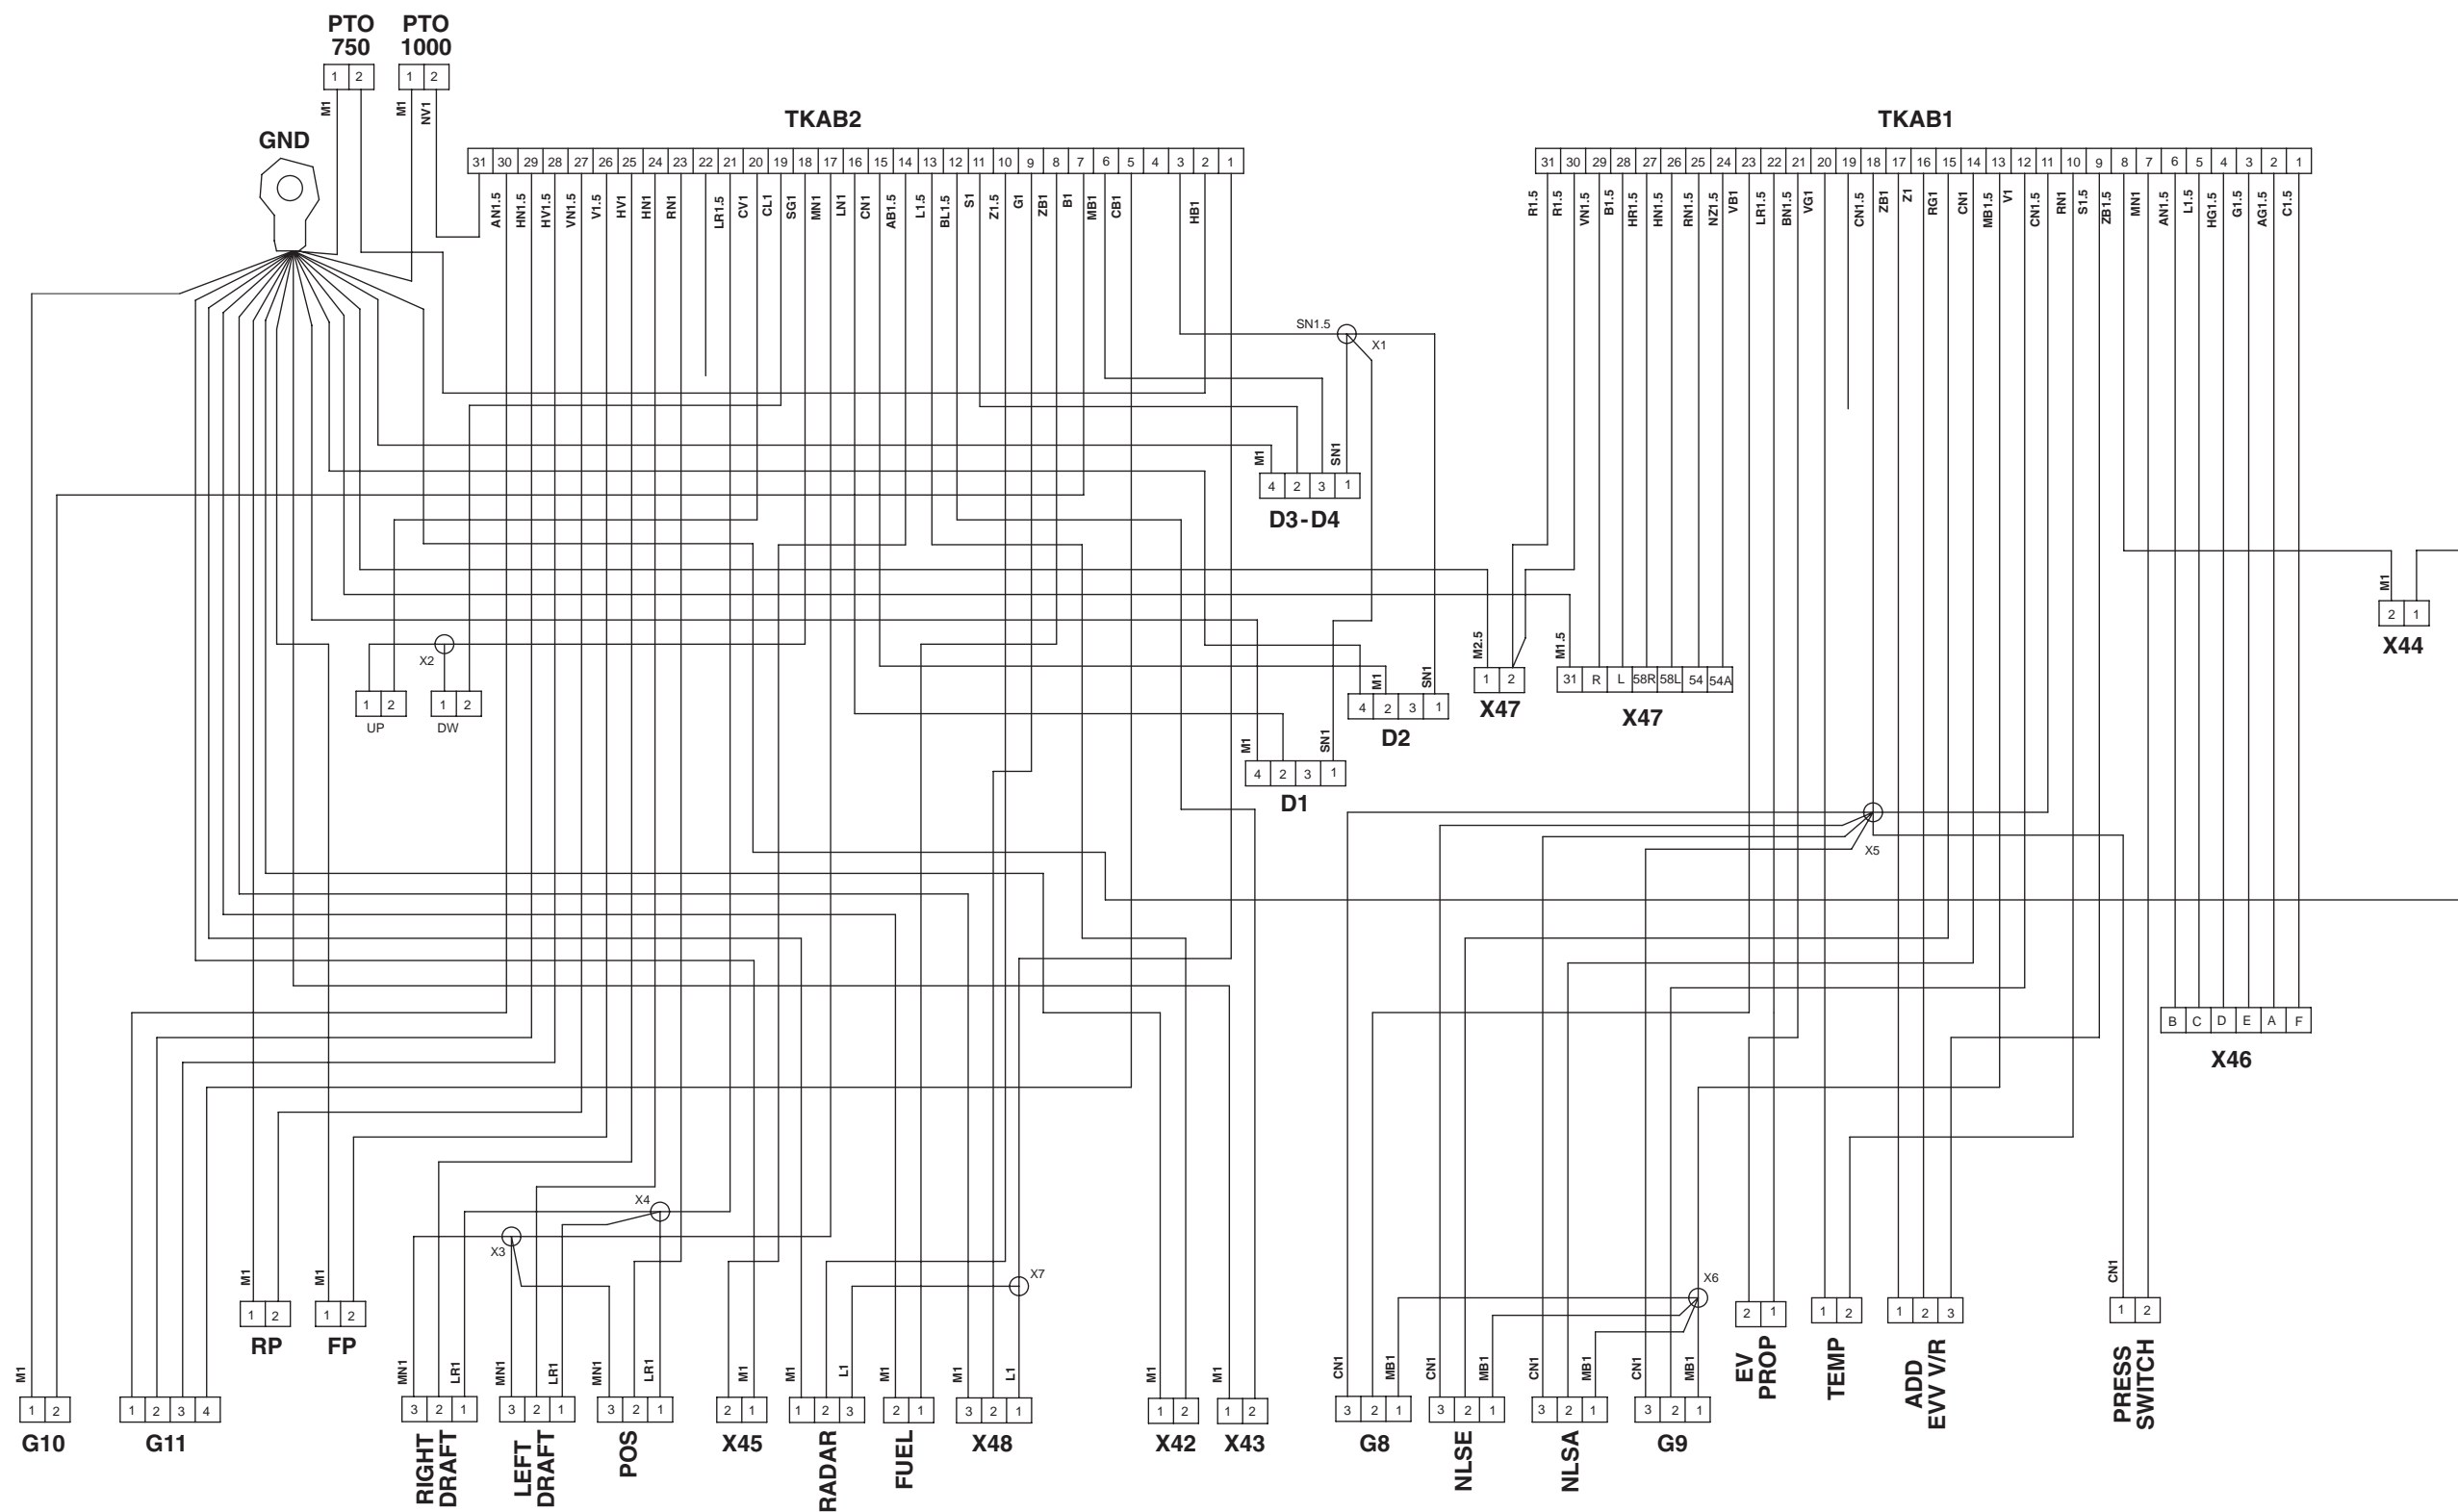 PTO PTO
750 1000
1 2 1 2
M1 M1 NV1
GND
TKAB2 TKAB1
31 30 29 28 27 26 25 24 23 22 21 20 19 18 17 16 15 14 13 12 11 10 9 8 7 6 5 4 3 2 1
31 30 29 28 27 26 25 24 23 22 21 20 19 18 17 16 15 14 13 12 11 10 9 8 7 6 5 4 3 2 1
AN1.5 HN1.5 HV1.5 VN1.5 V1.5 HV1 HN1 RN1 LR1.5 CV1 CL1 SG1 MN1 LN1 CN1 AB1.5 L1.5 BL1.5 S1 Z1.5 G1 ZB1 B1 MB1 CB1 HB1
R1.5 R1.5 VN1.5 B1.5 HR1.5 HN1.5 RN1.5 NZ1.5 VB1 LR1.5 BN1.5 VG1 CN1.5 ZB1 Z1 RG1 CN1 MB1.5 V1 CN1.5 RN1 S1.5 ZB1.5 MN1 AN1.5 L1.5 HG1.5 G1.5 AG1.5 C1.5
SN1.5
X1
M1 SN1
4 2 3 1
D3-D4
M1
2 1
X44
X2
1 2 1 2
UP DW
M2.5
1 2
X47
M1.5
31 R L 58R 58L 54 54A
X47
M1 SN1
4 2 3 1
D2
M1 SN1
4 2 3 1
D1
X5
B C D E A F
X46
X4
X3
X7
X6
M1
1 2
RP
M1
1 2
FP
2 1
EV
PROP
1 2
TEMP
1 2 3
ADD
EVV V/R
CN1
1 2
PRESS
SWITCH
M1
1 2
G10
1 2 3 4
G11
MN1 LR1
3 2 1
RIGHT
DRAFT
MN1 LR1
3 2 1
LEFT
DRAFT
MN1 LR1
3 2 1
POS
M1
2 1
X45
M1 L1
1 2 3
RADAR
M1
2 1
FUEL
M1 L1
3 2 1
X48
M1
1 2
X42
M1
1 2
X43
CN1 MB1
3 2 1
G8
CN1 MB1
3 2 1
NLSE
CN1 MB1
3 2 1
NLSA
CN1 MB1
3 2 1
G9